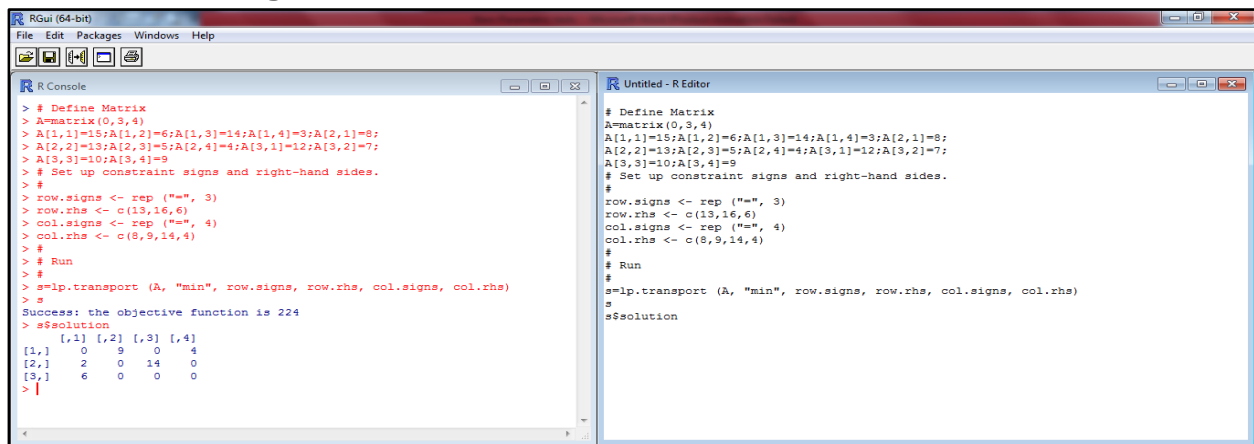 RGui (64-bit)
File Edit Packages Windows Help
R Console
> # Define Matrix
> A=matrix(0,3,4)
> A[1,1]=15;A[1,2]=6;A[1,3]=14;A[1,4]=3;A[2,1]=8;
> A[2,2]=13;A[2,3]=5;A[2,4]=4;A[3,1]=12;A[3,2]=7;
> A[3,3]=10;A[3,4]=9
> # Set up constraint signs and right-hand sides.
> #
> row.signs <- rep ("=", 3)
> row.rhs <- c(13,16,6)
> col.signs <- rep ("=", 4)
> col.rhs <- c(8,9,14,4)
> #
> # Run
> #
> s=lp.transport (A, "min", row.signs, row.rhs, col.signs, col.rhs)
> s
Success: the objective function is 224
> s$solution
[,1] [,2] [,3] [,4]
[1,] 0 9 0 4
[2,] 2 0 14 0
[3,] 6 0 0 0
>
Untitled - R Editor
# Define Matrix
A=matrix(0,3,4)
A[1,1]=15;A[1,2]=6;A[1,3]=14;A[1,4]=3;A[2,1]=8;
A[2,2]=13;A[2,3]=5;A[2,4]=4;A[3,1]=12;A[3,2]=7;
A[3,3]=10;A[3,4]=9
# Set up constraint signs and right-hand sides.
#
row.signs <- rep ("=", 3)
row.rhs <- c(13,16,6)
col.signs <- rep ("=", 4)
col.rhs <- c(8,9,14,4)
#
# Run
#
s=lp.transport (A, "min", row.signs, row.rhs, col.signs, col.rhs)
s
s$solution